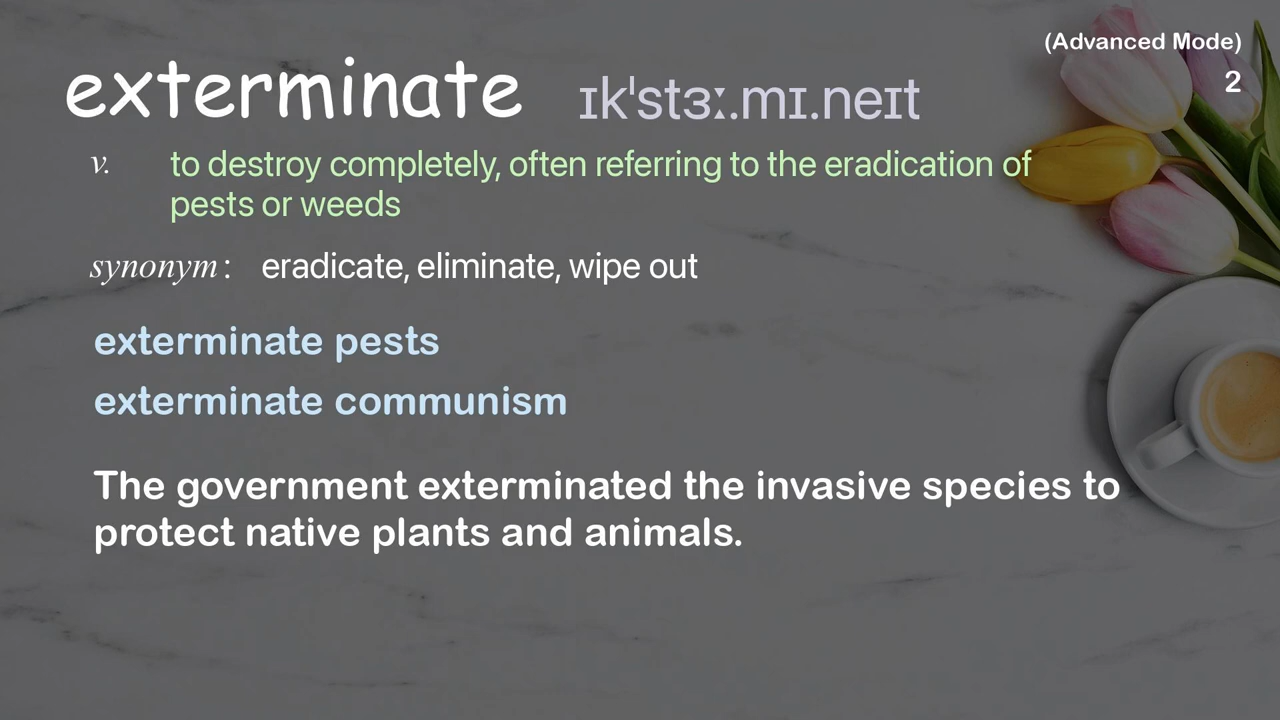 (Advanced Mode)
2
exterminate ɪkˈstɜː.mɪ.neɪt
v. to destroy completely, often referring to the eradication of
pests or weeds
synonym : eradicate, eliminate, wipe out
exterminate pests
exterminate communism
The government exterminated the invasive species to
protect native plants and animals.